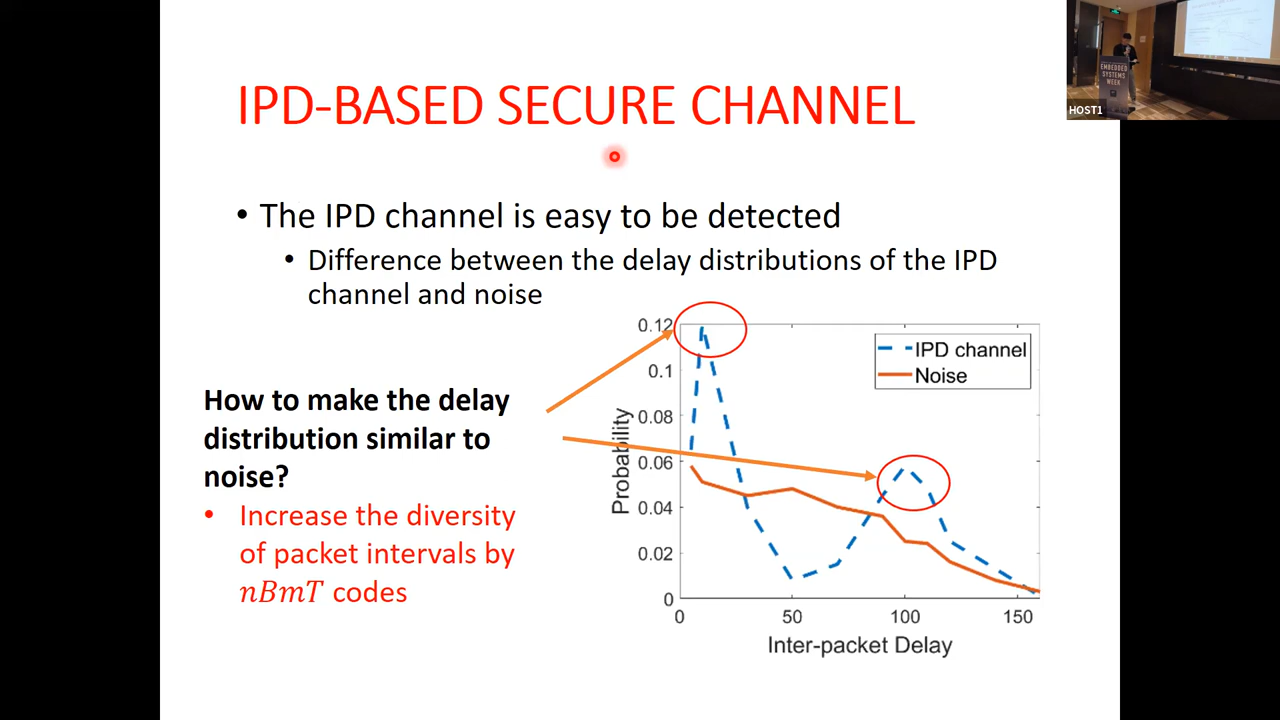 IPD-BASED SECURE CHANNEL
• The IPD channel is easy to be detected
• Difference between the delay distributions of the IPD
channel and noise
How to make the delay
distribution similar to
noise?
• Increase the diversity
of packet intervals by
nBmT codes
0.12
0.1
0.08
0.06
0.04
0.02
0
Probability
IPD channel
Noise
0
50
100
150
Inter-packet Delay
EMBEDDED
SYSTEMS
WEEK
HOST1